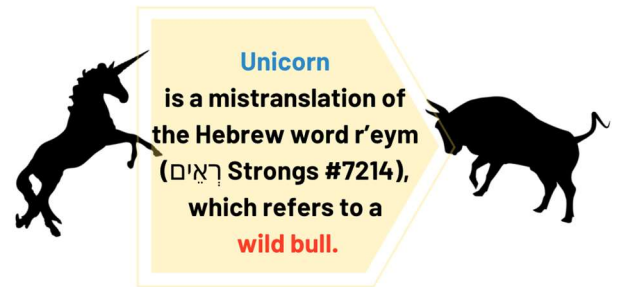 Unicorn
is a mistranslation of
the Hebrew word r’eym
(רְאֵים Strongs #7214),
which refers to a
wild bull.